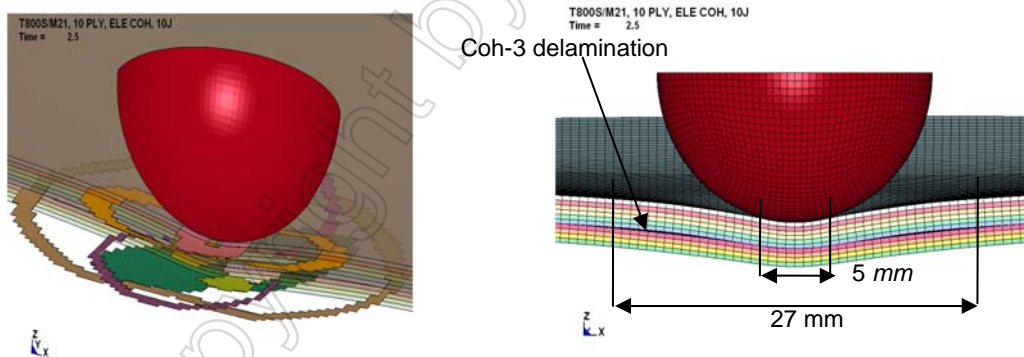 T800S/M21, 10 PLY, ELE COH, 10J
Time = 2.5
Z
Y
X
T800S/M21, 10 PLY, ELE COH, 10J
Time = 2.5
Coh-3 delamination
5 mm
27 mm
Z
X